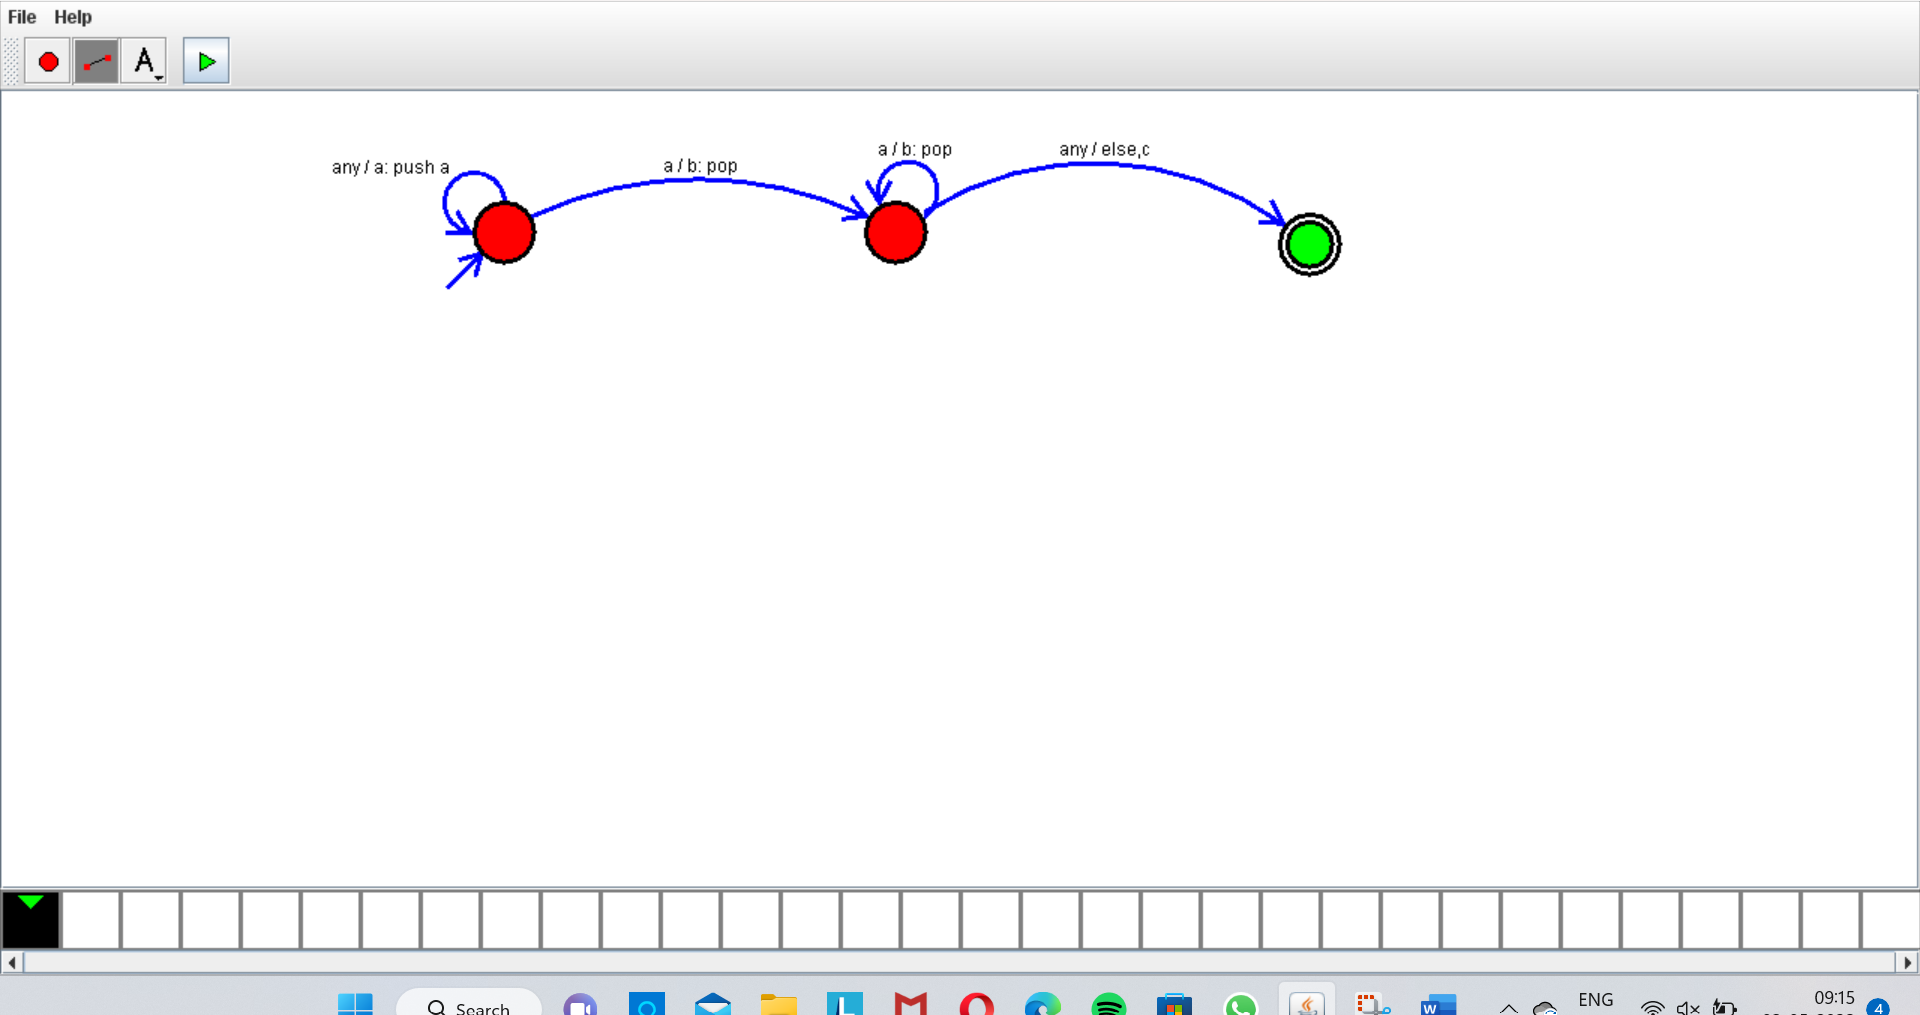 File Help
A
a / b: pop any / else,c
any / a: push a a / b: pop
Search
ENG
09:15
4